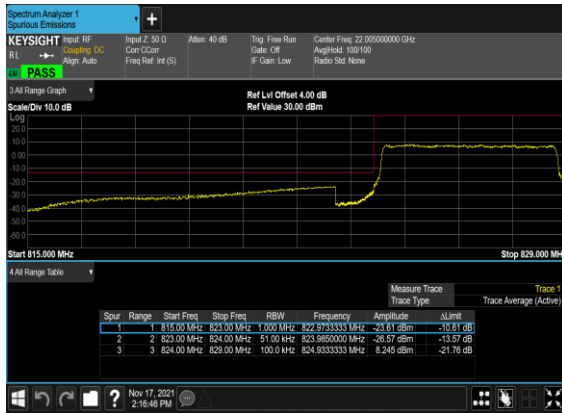 Spectrum Analyzer 1
Spurious Emissions
+
KEYSIGHT Input: RF Input Z: 50 Ω Atten: 40 dB Trig: Free Run Center Freq: 22.005000000 GHz
RL Coupling: DC Corr CCorr Gate: Off Avg|Hold: 100/100
Align: Auto Freq Ref: Int (S) IF Gain: Low Radio Std: None
LXI PASS
3 All Range Graph
Ref Lvl Offset 4.00 dB
Scale/Div 10.0 dB Ref Value 30.00 dBm
Log
20.0
10.0
0.00
-10.0
-20.0
-30.0
-40.0
-50.0
-60.0
Start 815.000 MHz Stop 829.000 MHz
4 All Range Table
Measure Trace Trace 1
Trace Type Trace Average (Active)
Spur Range Start Freq Stop Freq RBW Frequency Amplitude ΔLimit
1 1 815.00 MHz 823.00 MHz 1.000 MHz 822.9733333 MHz -23.61 dBm -10.61 dB
2 2 823.00 MHz 824.00 MHz 51.00 kHz 823.9850000 MHz -26.57 dBm -13.57 dB
3 3 824.00 MHz 829.00 MHz 100.0 kHz 824.9333333 MHz 8.245 dBm -21.76 dB
? Nov 17, 2021
2:16:46 PM